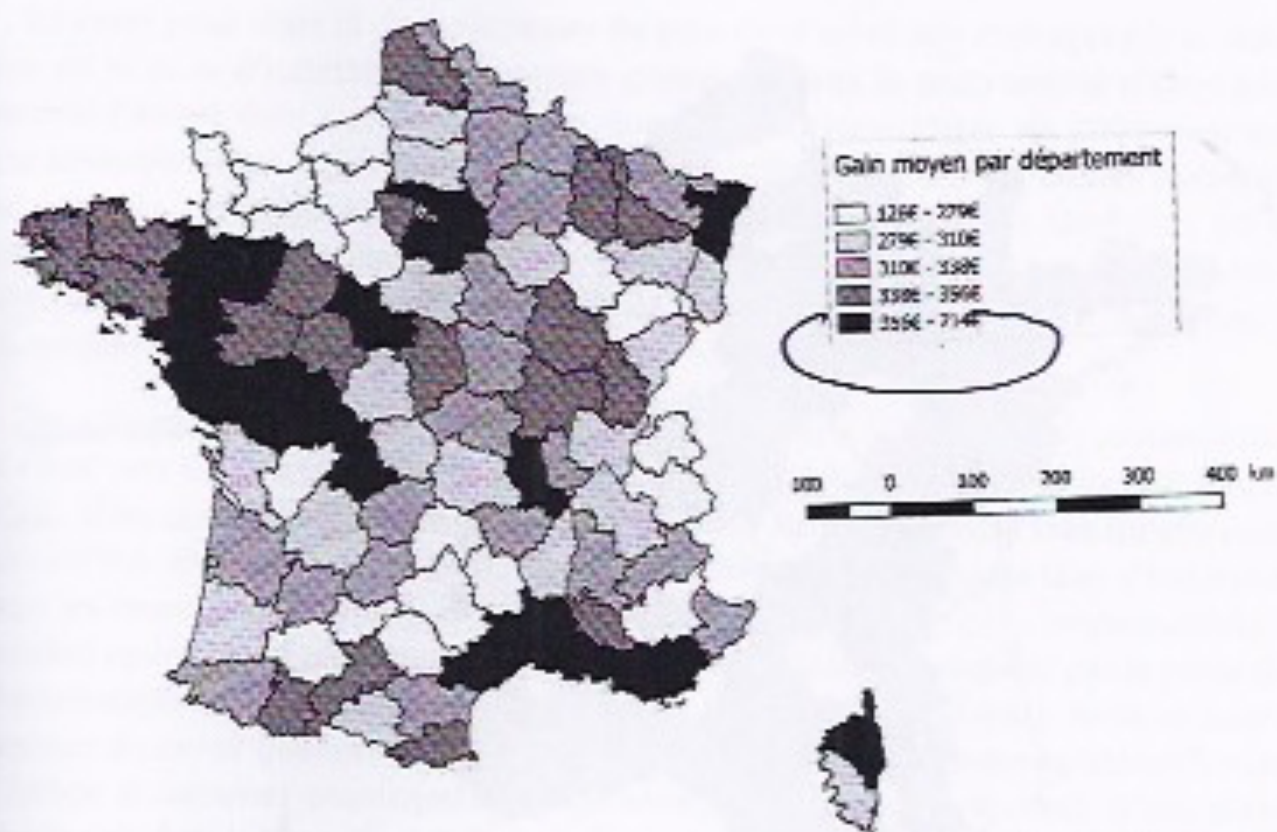 Gain moyen par département
126€ - 279€
279€ - 310€
310€ - 338€
338€ - 356€
356€ - 714€
100 0 100 200 300 400 km